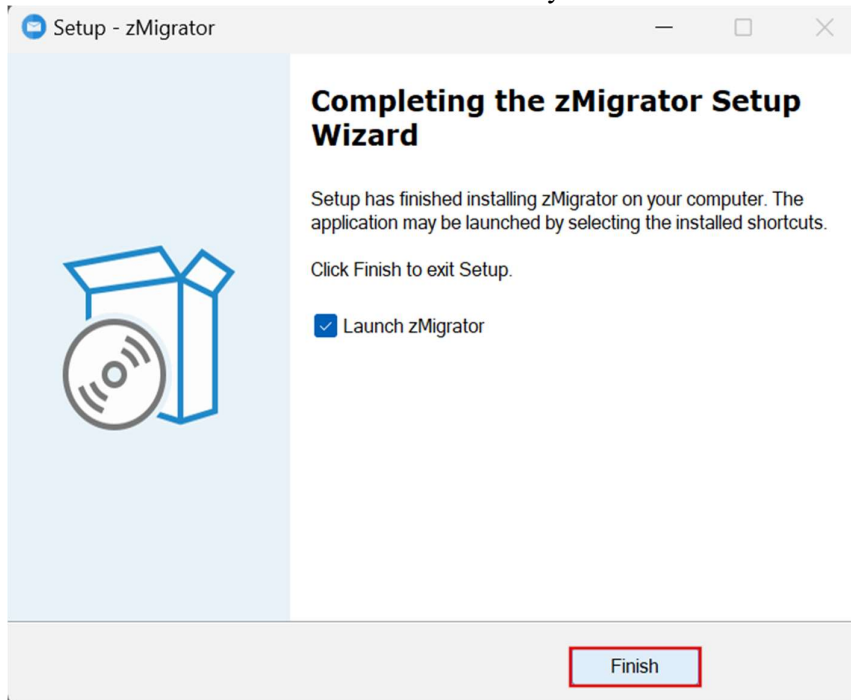 Setup - zMigrator
Completing the zMigrator Setup
Wizard
Setup has finished installing zMigrator on your computer. The
application may be launched by selecting the installed shortcuts.
Click Finish to exit Setup.
Launch zMigrator
Finish